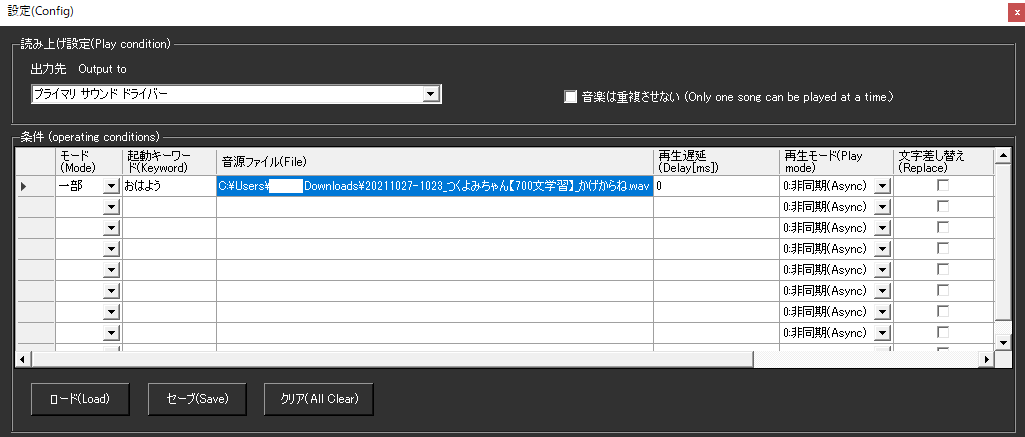 設定(Config)
x
読み上げ設定(Play condition)
出力先 Output to
プライマリ サウンド ドライバー
音楽は重複させない (Only one song can be played at a time.)
条件 (operating conditions)
モード
(Mode)
起動キーワー
ド(Keyword)
音源ファイル(File)
再生遅延
(Delay[ms])
再生モード(Play
mode)
文字差し替え
(Replace)
一部
おはよう
C:¥Users¥
Downloads¥20211027-1023_つくよみちゃん【700文学習】_かげからね.wav
0
0:非同期(Async)
0:非同期(Async)
0:非同期(Async)
0:非同期(Async)
0:非同期(Async)
0:非同期(Async)
0:非同期(Async)
0:非同期(Async)
ロード(Load)
セーブ(Save)
クリア(All Clear)